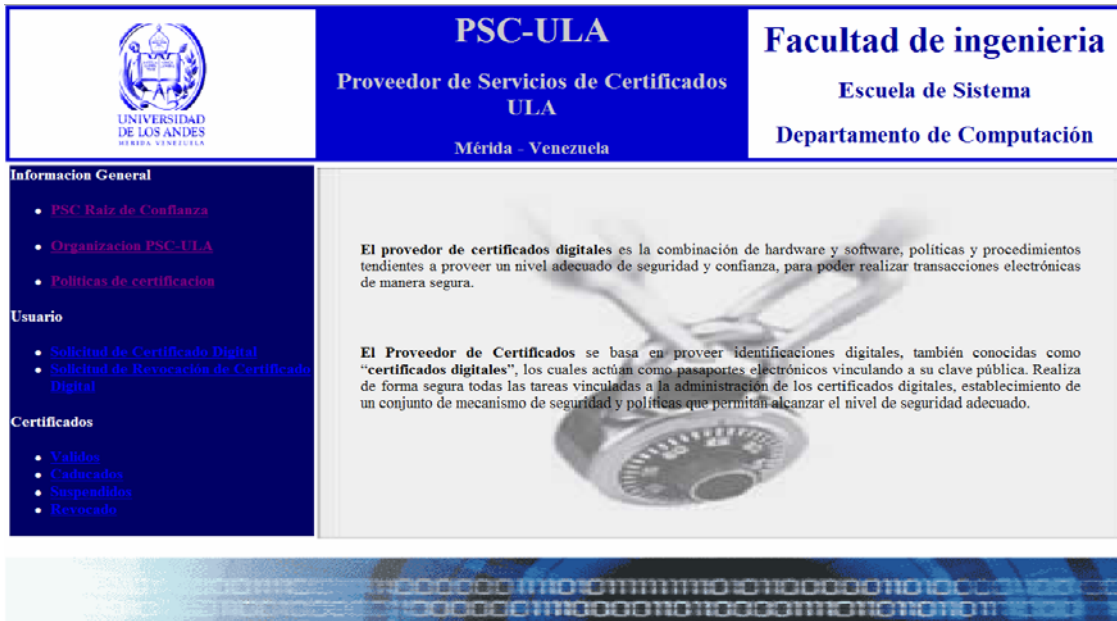 UNIVERSIDAD
DE LOS ANDES
MERIDA VENEZUELA
PSC-ULA
Proveedor de Servicios de Certificados
ULA
Mérida - Venezuela
Facultad de ingenieria
Escuela de Sistema
Departamento de Computación
Informacion General
PSC Raiz de Confianza
Organizacion PSC-ULA
Politicas de certificacion
Usuario
Solicitud de Certificado Digital
Solicitud de Revocación de Certificado
Digital
Certificados
Validos
Caducados
Suspendidos
Revocado
El provedor de certificados digitales es la combinación de hardware y software, políticas y procedimientos
tendientes a proveer un nivel adecuado de seguridad y confianza, para poder realizar transacciones electrónicas
de manera segura.
El Proveedor de Certificados se basa en proveer identificaciones digitales, también conocidas como
“certificados digitales”, los cuales actúan como pasaportes electrónicos vinculando a su clave pública. Realiza
de forma segura todas las tareas vinculadas a la administración de los certificados digitales, establecimiento de
un conjunto de mecanismo de seguridad y políticas que permitan alcanzar el nivel de seguridad adecuado.